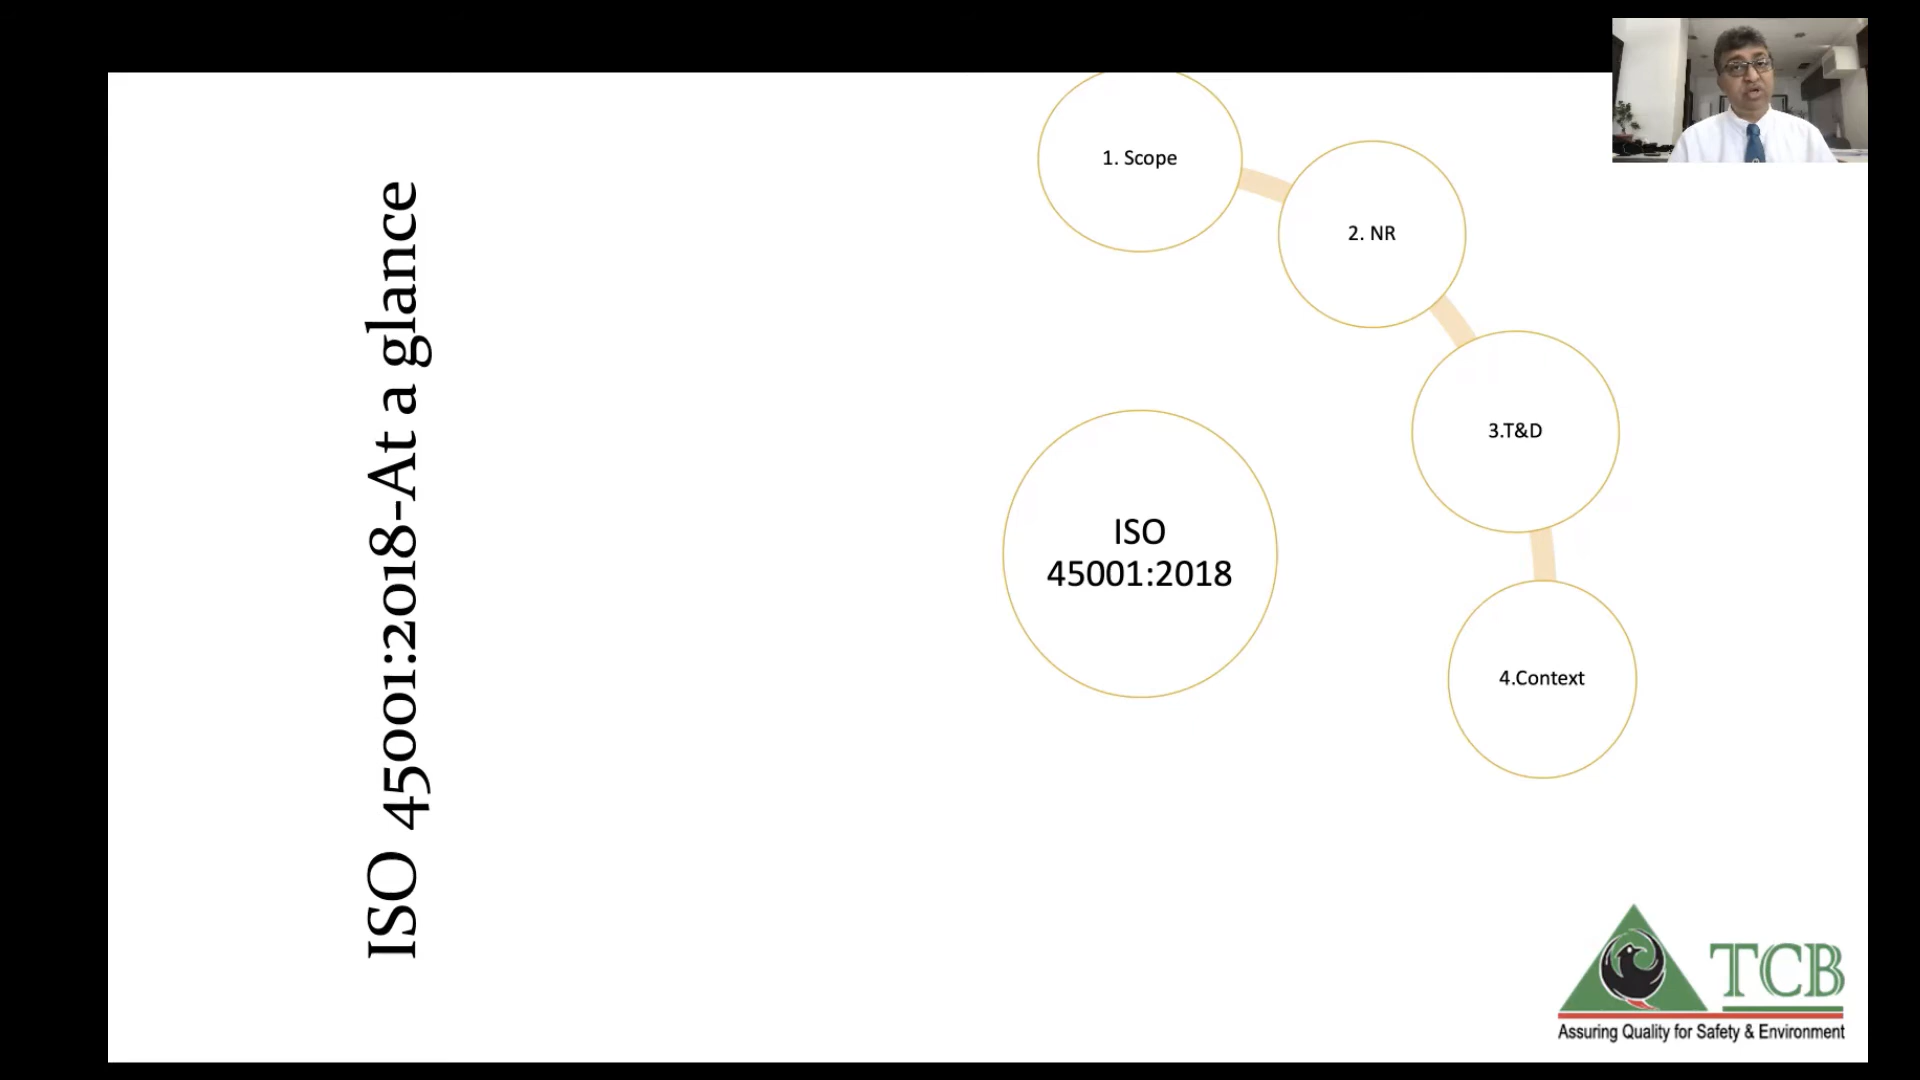 ISO 45001:2018-At a glance
1. Scope
2. NR
3.T&D
4.Context
ISO
45001:2018
TCB
Assuring Quality for Safety & Environment